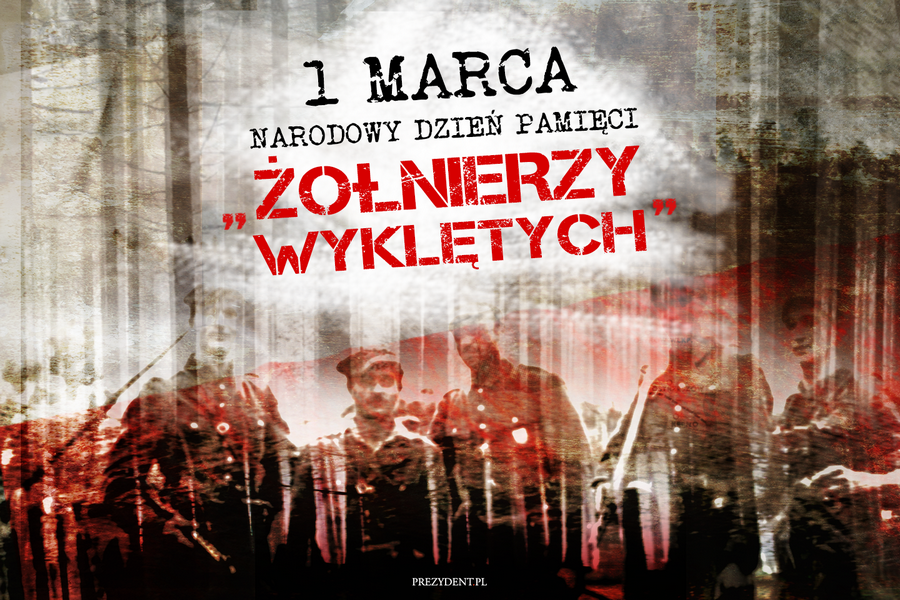 1 MARCA
NARODOWY DZIEŃ PAMIĘCI
ŻOŁNIERZY
"WYKLĘTYCH"
PREZYDENT.PL